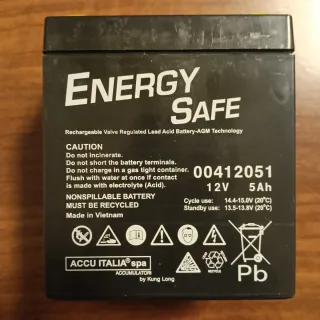 ENERGY
SAFE
Rechargeable Valve Regulated Lead Acid Battery-AGM Technology
CAUTION
Do not Incinerate.
Do not short the battery terminals.
Do not charge in a gas tight container.
Flush with water at once if contact
is made with electrolyte (Acid).
NONSPILLABLE BATTERY
MUST BE RECYCLED
Made in Vietnam
00412051
12V 5Ah
Cycle use: 14.4-15.0V (20°C)
Standby use: 13.5-13.8V (20°C)
ACCU ITALIA® spa
ACCUMULATORI
by Kung Long
Pb